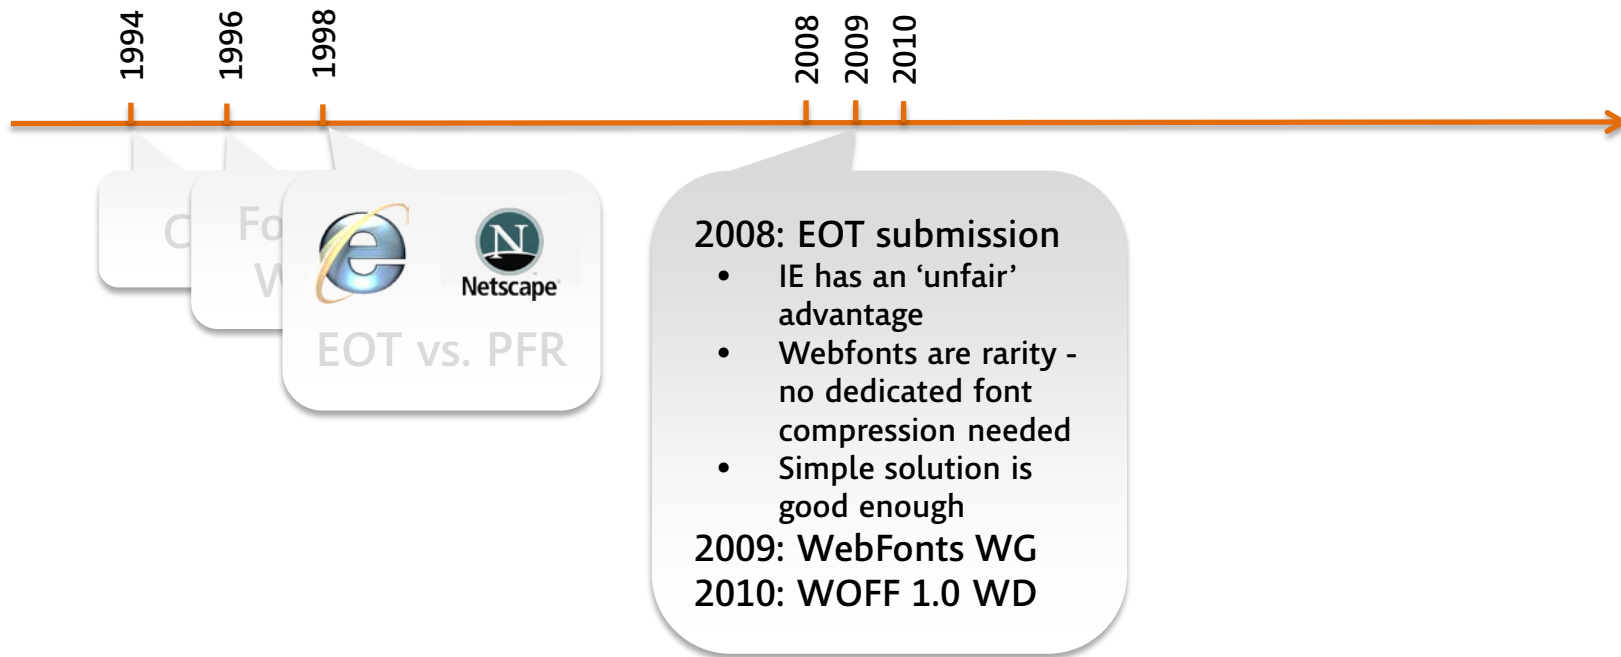 1994
1996
1998
2008
2009
2010
C
Fo
W
N
Netscape
EOT vs. PFR
2008: EOT submission
• IE has an ‘unfair’
advantage
• Webfonts are rarity -
no dedicated font
compression needed
• Simple solution is
good enough
2009: WebFonts WG
2010: WOFF 1.0 WD